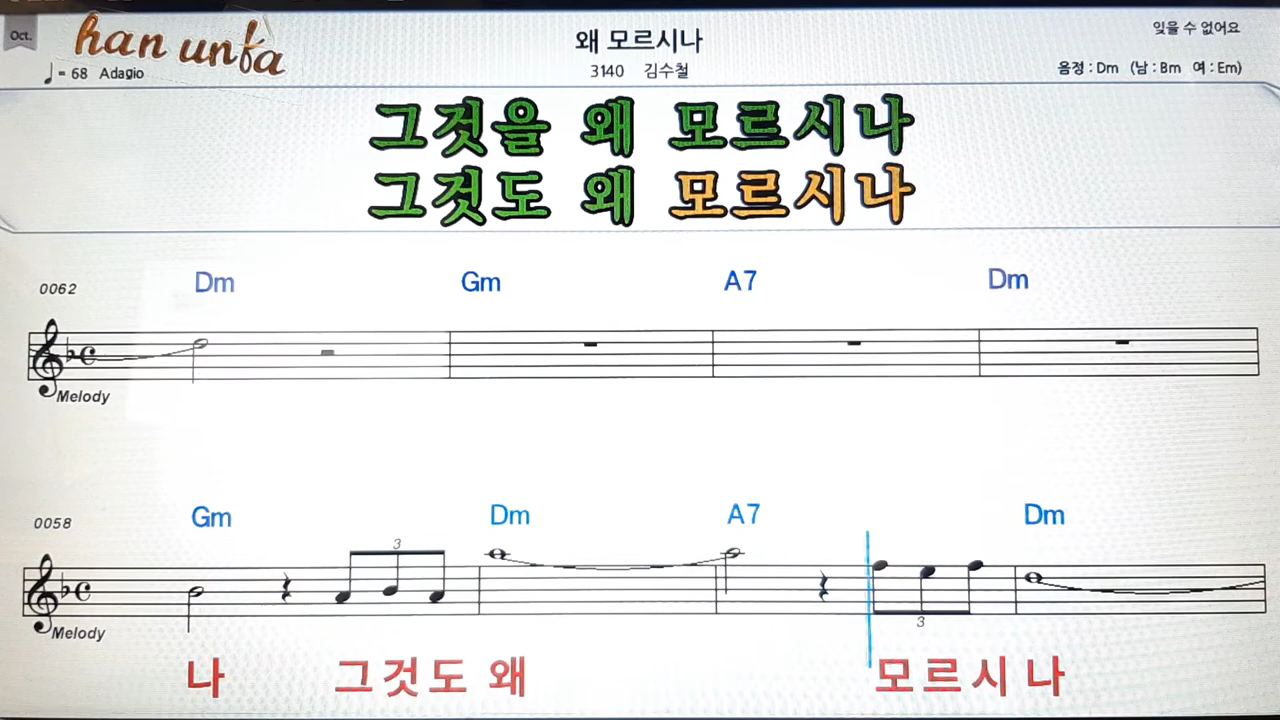 Oct.
han unfa
왜 모르시나
잊을 수 없어요
= 68 Adagio
3140 김수철
음정 : Dm (남 : Bm 여 : Em)
그것을 왜 모르시나
그것도 왜 모르시나
0062
Dm Gm A7 Dm
Melody
0058
Gm Dm A7 Dm
3
3
Melody
나 그것도 왜 모르시 나